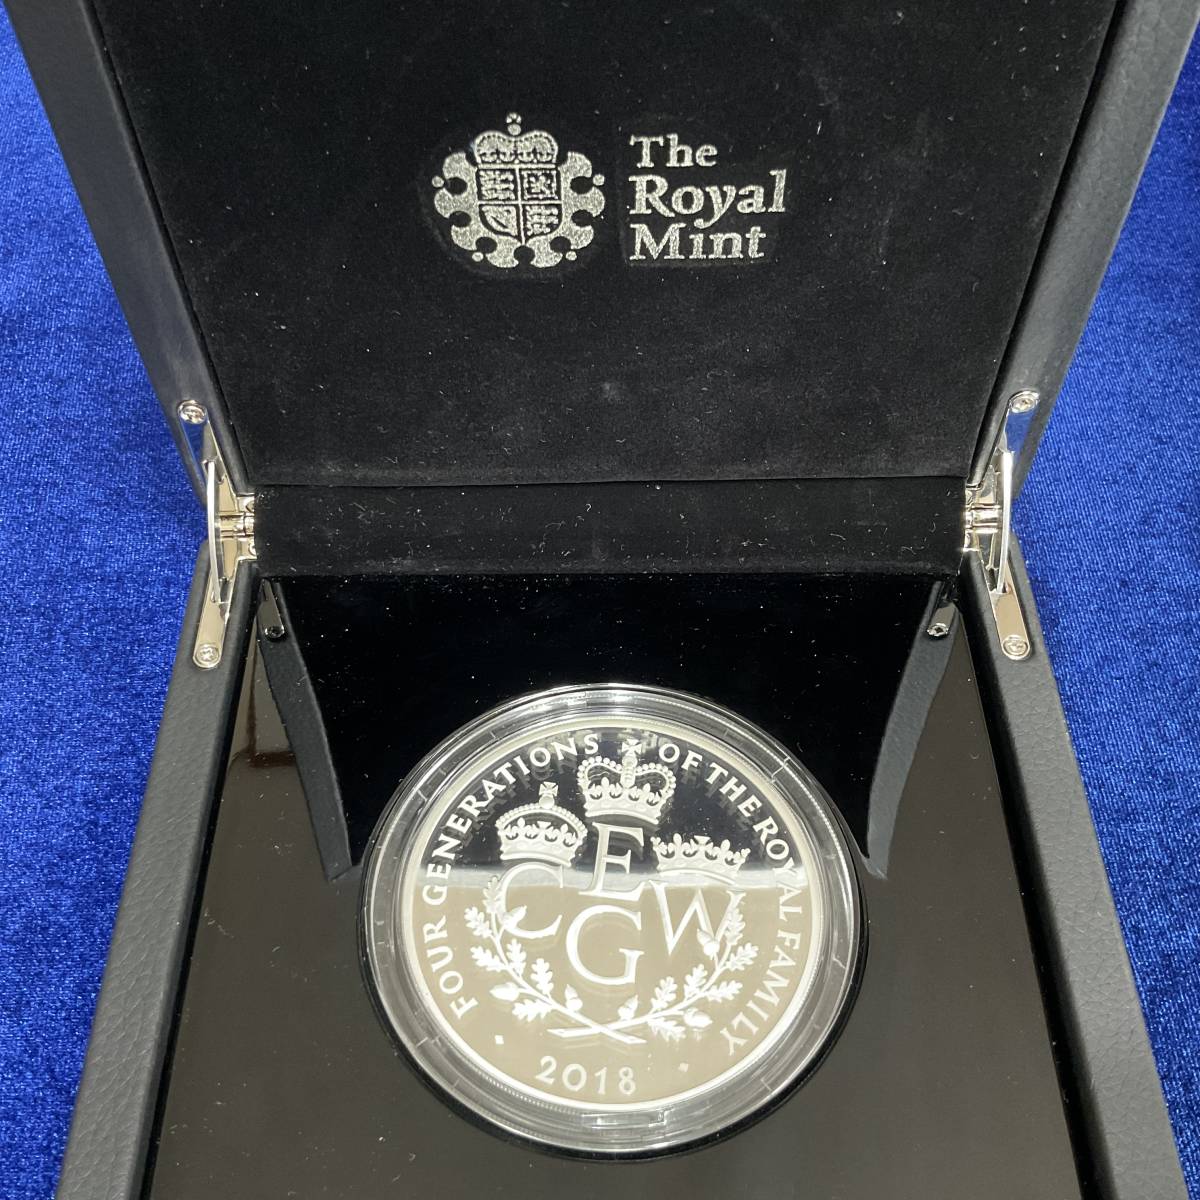 The
Royal
Mint
FOUR GENERATIONS OF THE ROYAL FAMILY
E
C W
G
2018